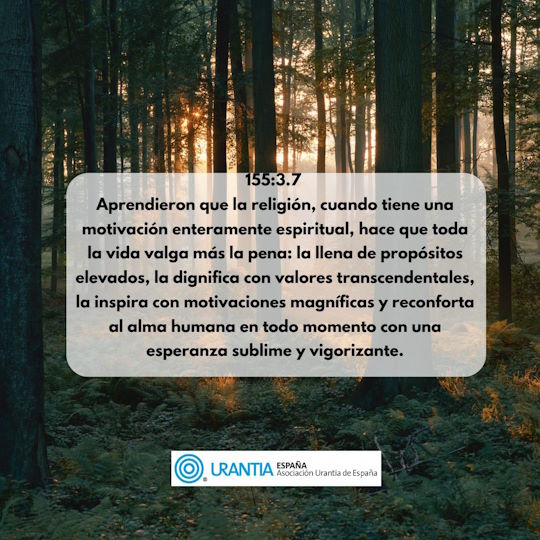 155:3.7
Aprendieron que la religión, cuando tiene una
motivación enteramente espiritual, hace que toda
la vida valga más la pena: la llena de propósitos
elevados, la dignifica con valores transcendentales,
la inspira con motivaciones magníficas y reconforta
al alma humana en todo momento con una
esperanza sublime y vigorizante.
® URANTIA ESPAÑA
Asociación Urantia de España